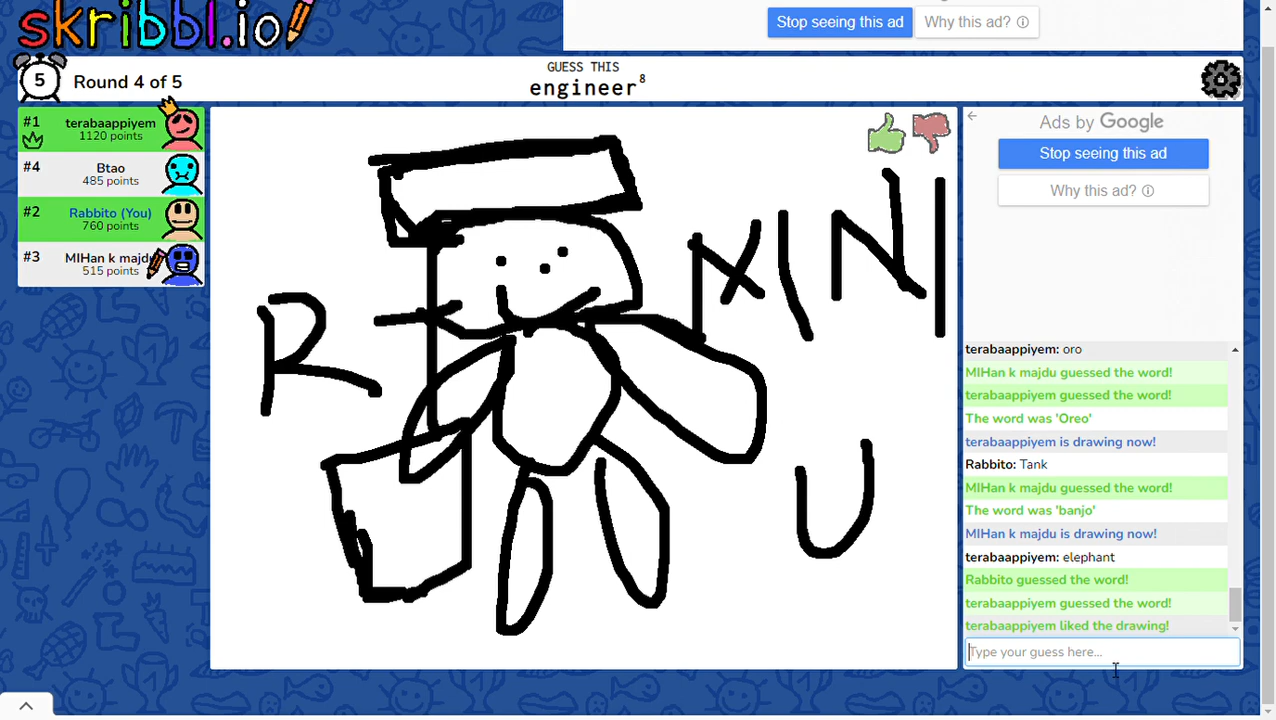 skribbl.io
Stop seeing this ad
Why this ad?
5
Round 4 of 5
GUESS THIS
engineer 8
#1
terabaappiyem
1120 points
#4
Btao
485 points
#2
Rabbito (You)
760 points
#3
MIHan k majdu
515 points
R
MINI
U
Ads by Google
Stop seeing this ad
Why this ad?
terabaappiyem: oro
MIHan k majdu guessed the word!
terabaappiyem guessed the word!
The word was 'Oreo'
terabaappiyem is drawing now!
Rabbito: Tank
MIHan k majdu guessed the word!
The word was 'banjo'
MIHan k majdu is drawing now!
terabaappiyem: elephant
Rabbito guessed the word!
terabaappiyem guessed the word!
terabaappiyem liked the drawing!
Type your guess here...